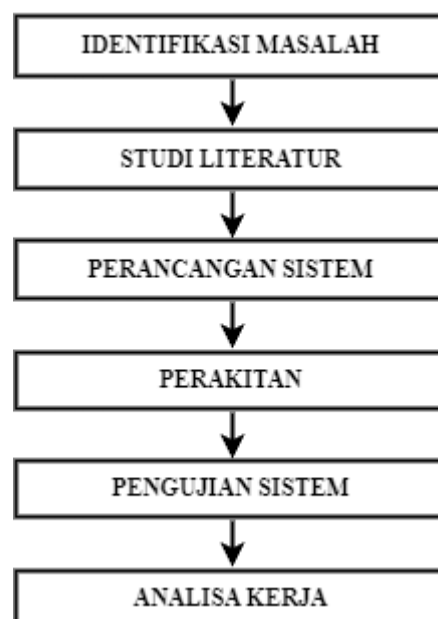 IDENTIFIKASI MASALAH
STUDI LITERATUR
PERANCANGAN SISTEM
PERAKITAN
PENGUJIAN SISTEM
ANALISA KERJA